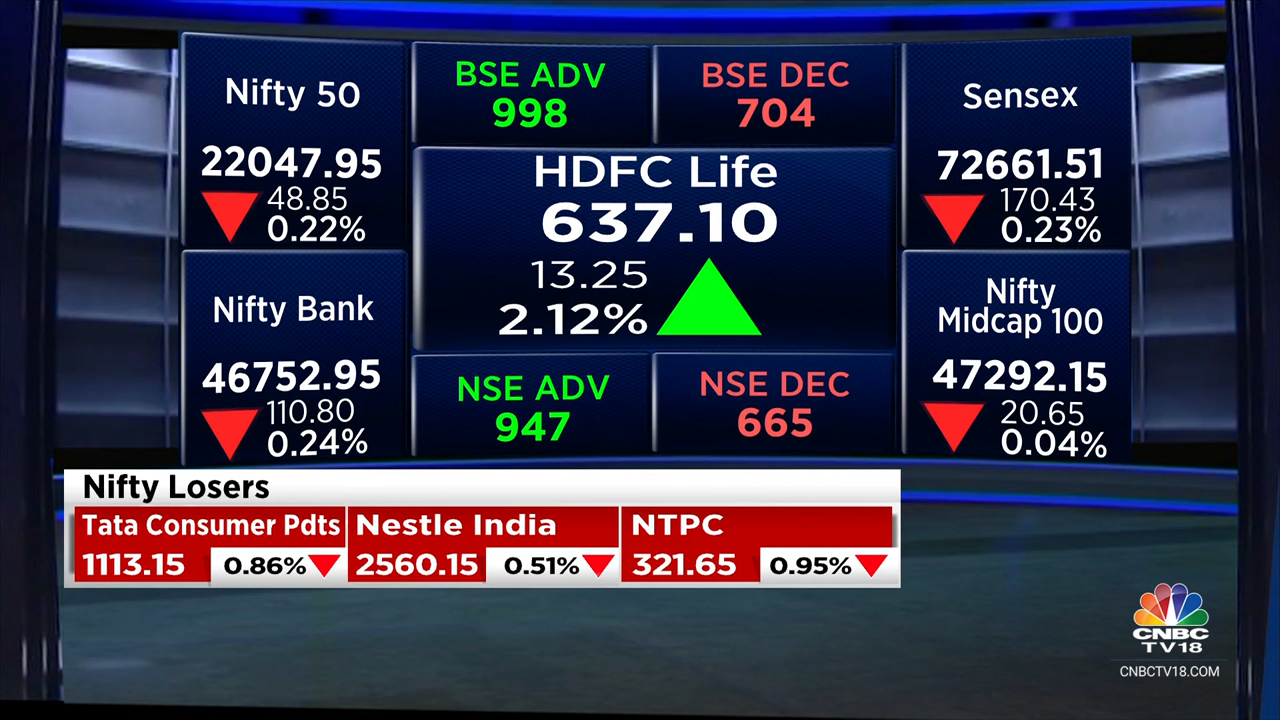 Nifty 50
22047.95
48.85
0.22%
BSE ADV
998
BSE DEC
704
Sensex
72661.51
170.43
0.23%
HDFC Life
637.10
13.25
2.12%
Nifty Bank
46752.95
110.80
0.24%
NSE ADV
947
NSE DEC
665
Nifty
Midcap 100
47292.15
20.65
0.04%
Nifty Losers
Tata Consumer Pdts
1113.15
0.86%
Nestle India
2560.15
0.51%
NTPC
321.65
0.95%
CNBC
TV18
CNBCTV18.COM